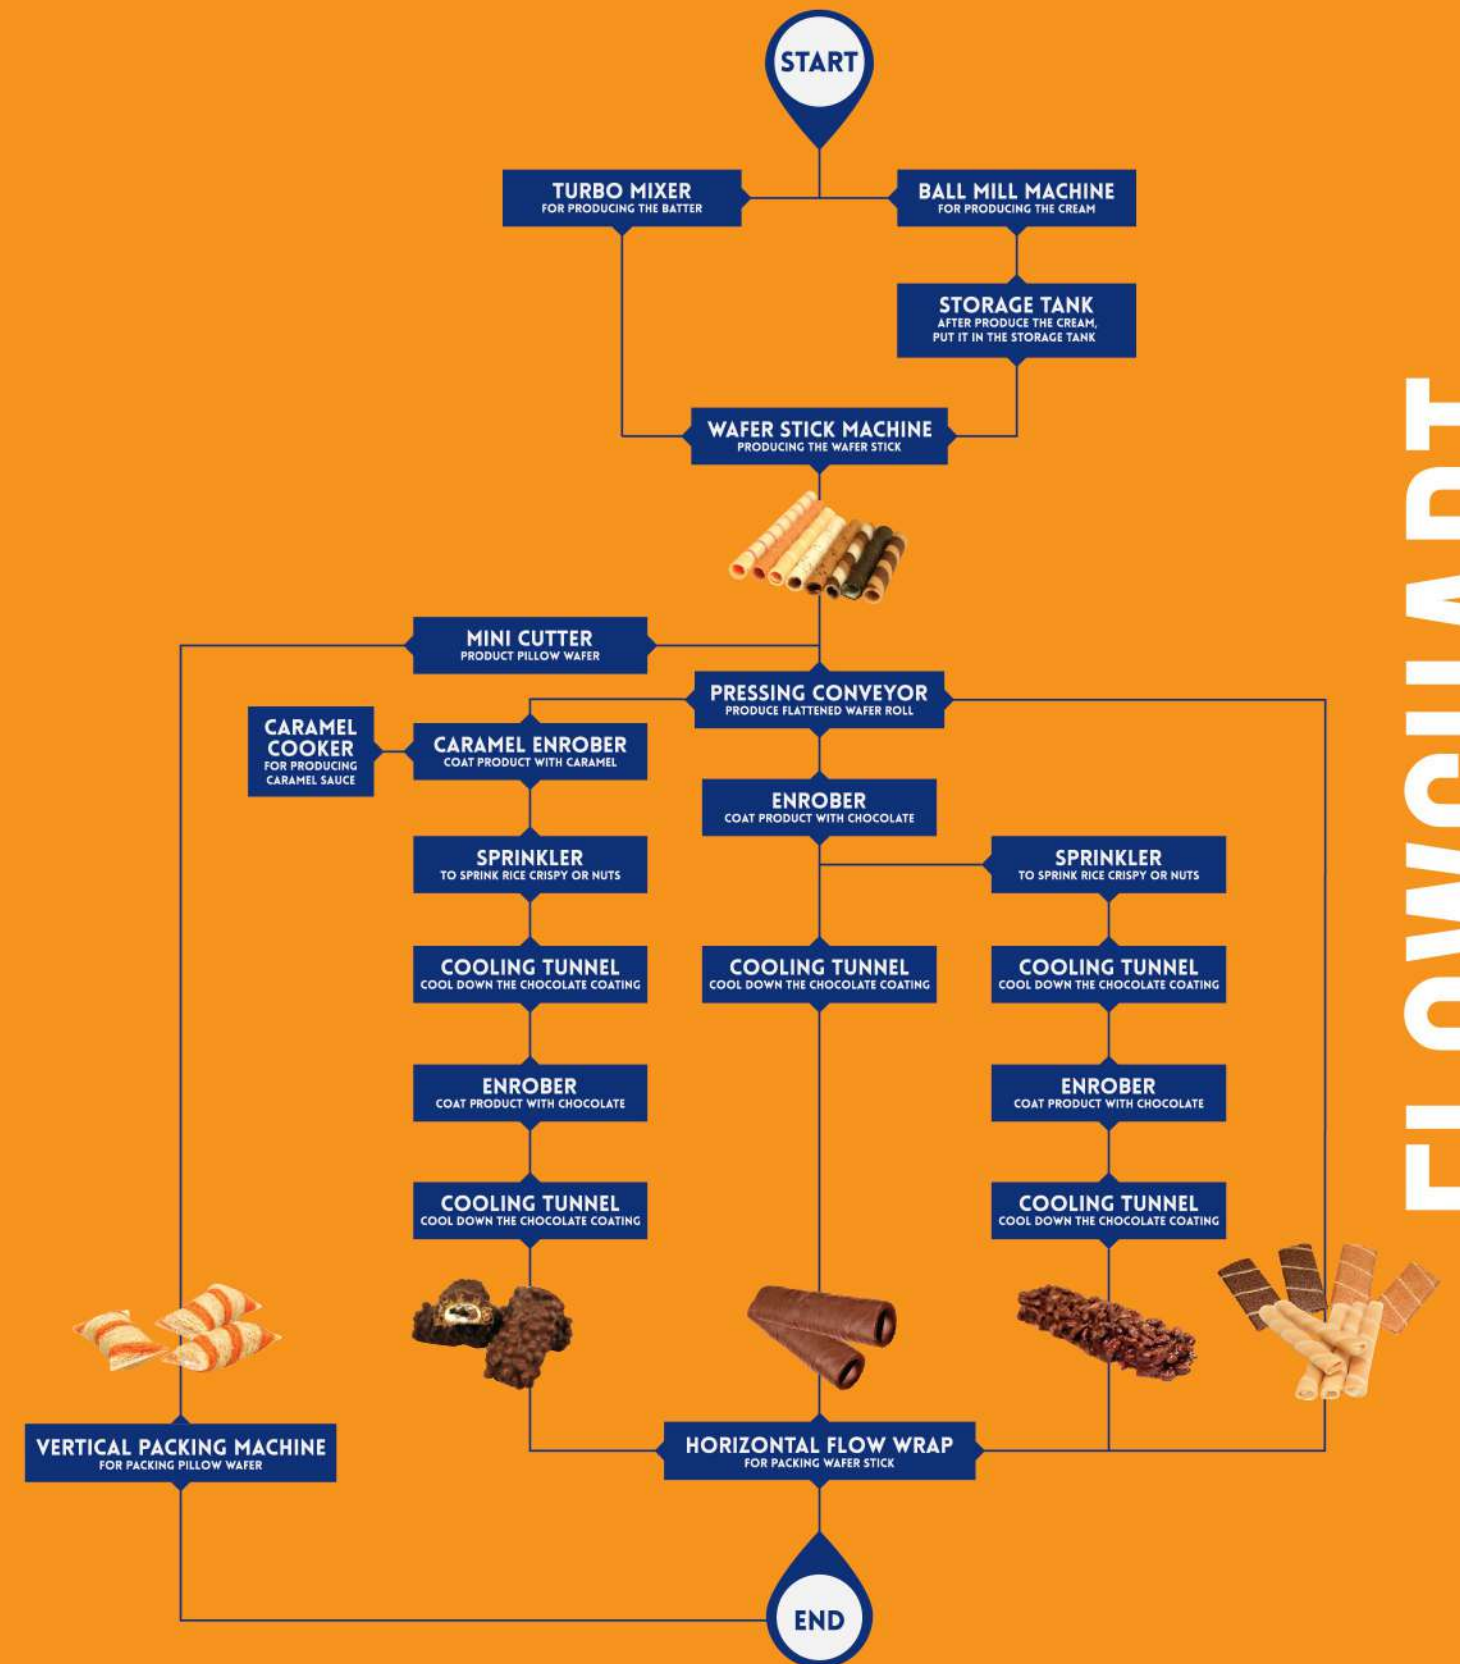 START
TURBO MIXER
FOR PRODUCING THE BATTER
BALL MILL MACHINE
FOR PRODUCING THE CREAM
STORAGE TANK
AFTER PRODUCE THE CREAM,
PUT IT IN THE STORAGE TANK
WAFER STICK MACHINE
PRODUCING THE WAFER STICK
MINI CUTTER
PRODUCT PILLOW WAFER
PRESSING CONVEYOR
PRODUCE FLATTENED WAFER ROLL
CARAMEL
COOKER
FOR PRODUCING
CARAMEL SAUCE
CARAMEL ENROBER
COAT PRODUCT WITH CARAMEL
ENROBER
COAT PRODUCT WITH CHOCOLATE
SPRINKLER
TO SPRINK RICE CRISPY OR NUTS
SPRINKLER
TO SPRINK RICE CRISPY OR NUTS
COOLING TUNNEL
COOL DOWN THE CHOCOLATE COATING
COOLING TUNNEL
COOL DOWN THE CHOCOLATE COATING
COOLING TUNNEL
COOL DOWN THE CHOCOLATE COATING
ENROBER
COAT PRODUCT WITH CHOCOLATE
ENROBER
COAT PRODUCT WITH CHOCOLATE
COOLING TUNNEL
COOL DOWN THE CHOCOLATE COATING
COOLING TUNNEL
COOL DOWN THE CHOCOLATE COATING
VERTICAL PACKING MACHINE
FOR PACKING PILLOW WAFER
HORIZONTAL FLOW WRAP
FOR PACKING WAFER STICK
END
FLOWCHART